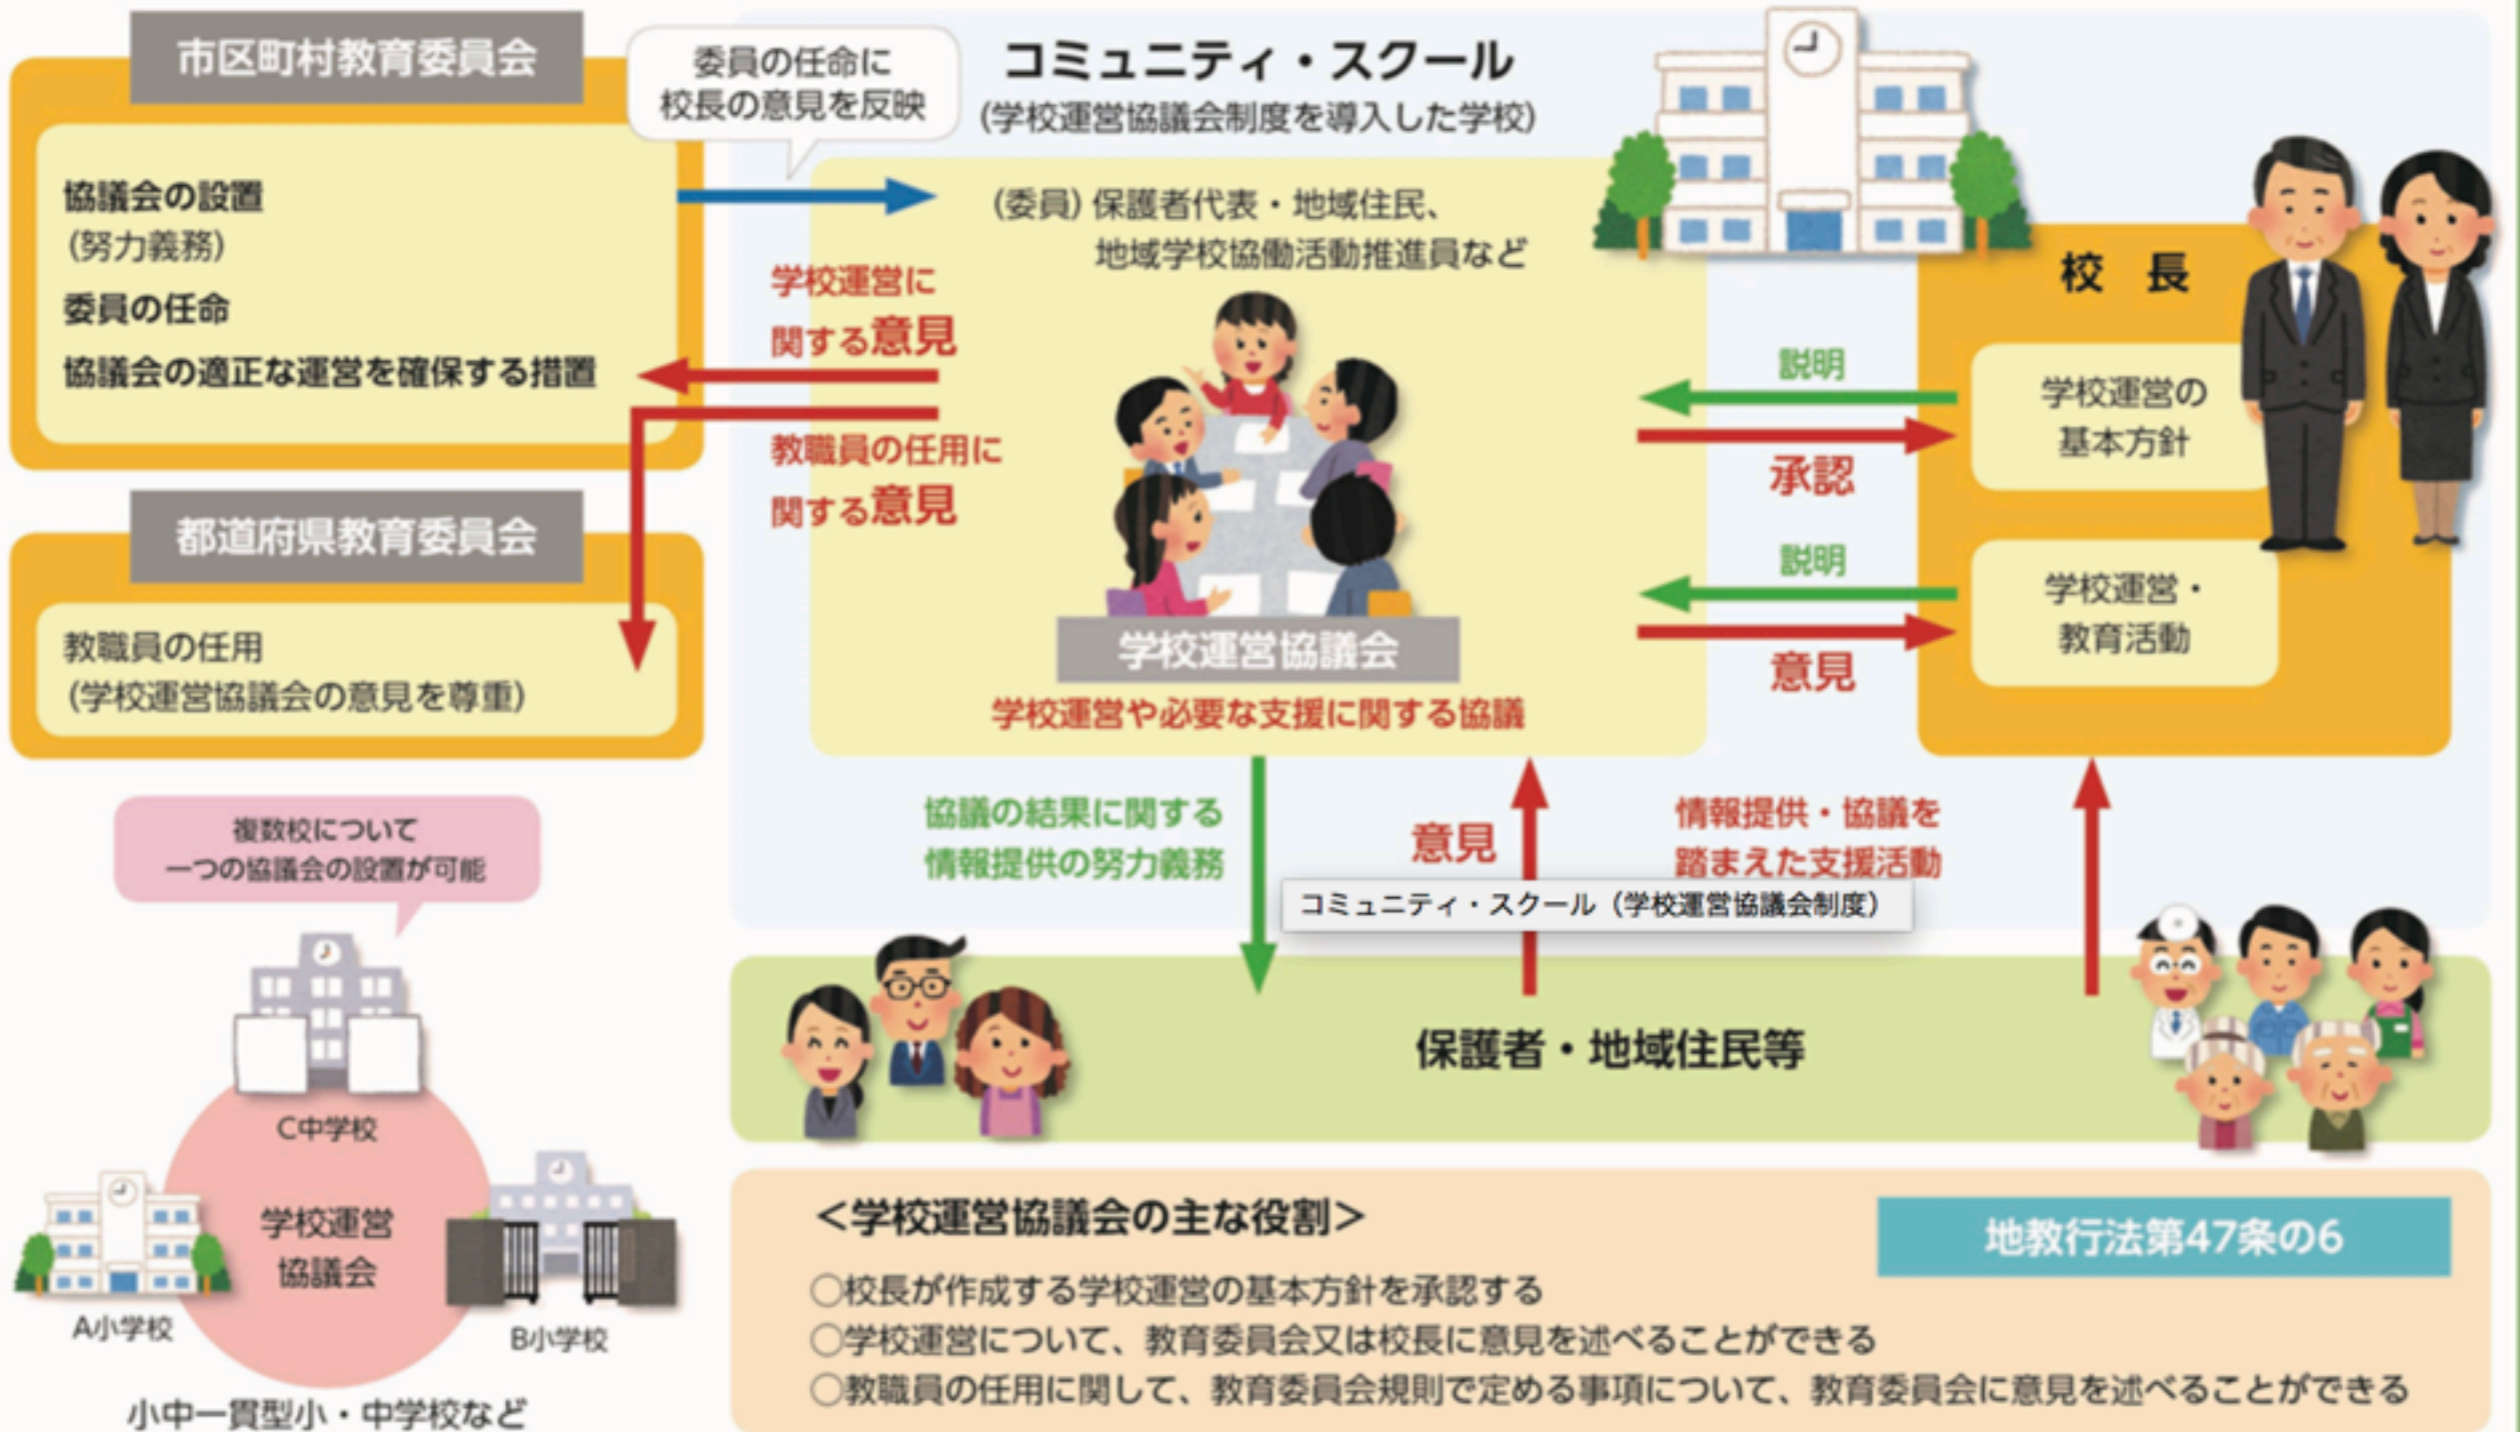 市区町村教育委員会
協議会の設置
(努力義務)
委員の任命
協議会の適正な運営を確保する措置
都道府県教育委員会
教職員の任用
(学校運営協議会の意見を尊重)
委員の任命に
校長の意見を反映
コミュニティ・スクール
(学校運営協議会制度を導入した学校)
(委員) 保護者代表・地域住民、
地域学校協働活動推進員など
学校運営に
関する意見
教職員の任用に
関する意見
学校運営協議会
学校運営や必要な支援に関する協議
校 長
説明
承認
学校運営の
基本方針
説明
意見
学校運営・
教育活動
協議の結果に関する
情報提供の努力義務
意見
情報提供・協議を
踏まえた支援活動
コミュニティ・スクール（学校運営協議会制度）
保護者・地域住民等
複数校について
一つの協議会の設置が可能
C中学校
学校運営
協議会
A小学校
B小学校
小中一貫型小・中学校など
＜学校運営協議会の主な役割＞
地教行法第47条の6
○校長が作成する学校運営の基本方針を承認する
○学校運営について、教育委員会又は校長に意見を述べることができる
○教職員の任用に関して、教育委員会規則で定める事項について、教育委員会に意見を述べることができる